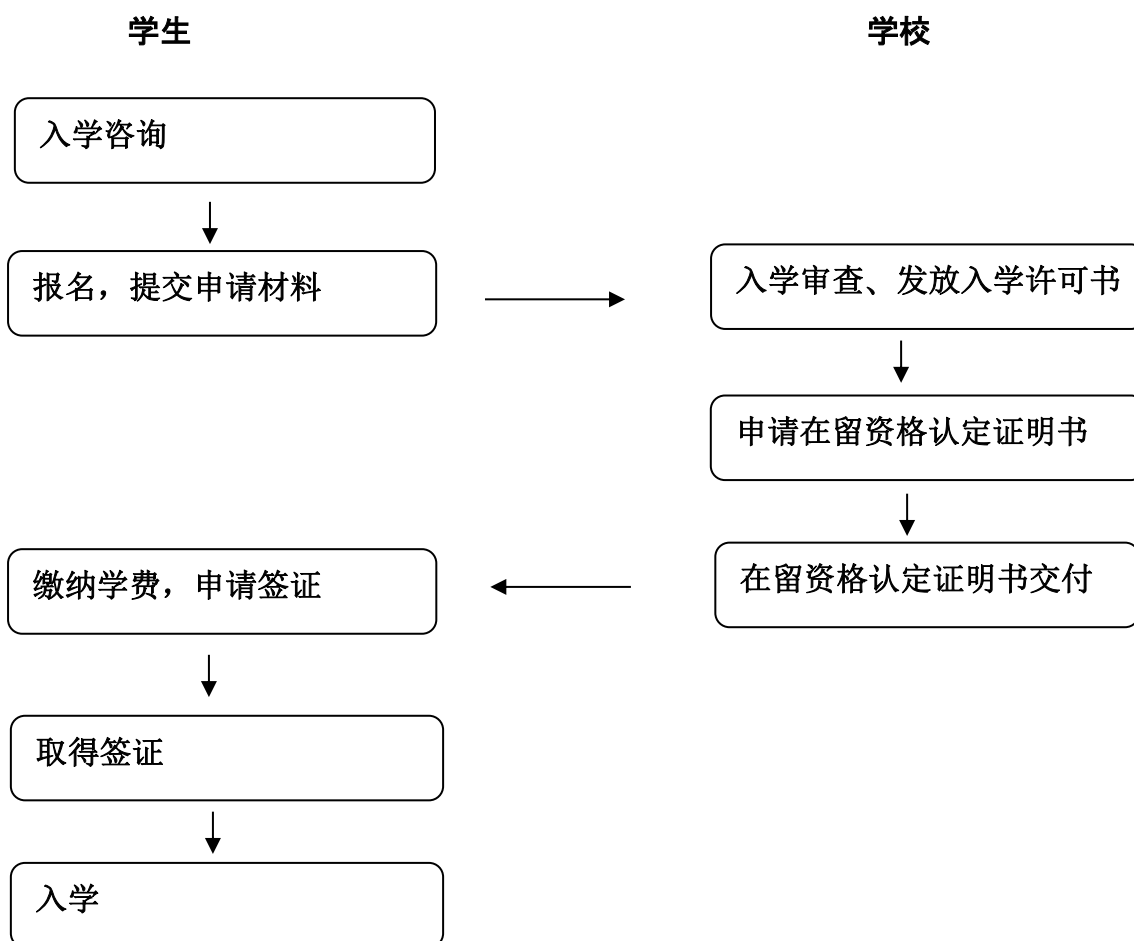 学生
学校
入学咨询
报名，提交申请材料
入学审查、发放入学许可书
申请在留资格认定证明书
在留资格认定证明书交付
缴纳学费，申请签证
取得签证
入学